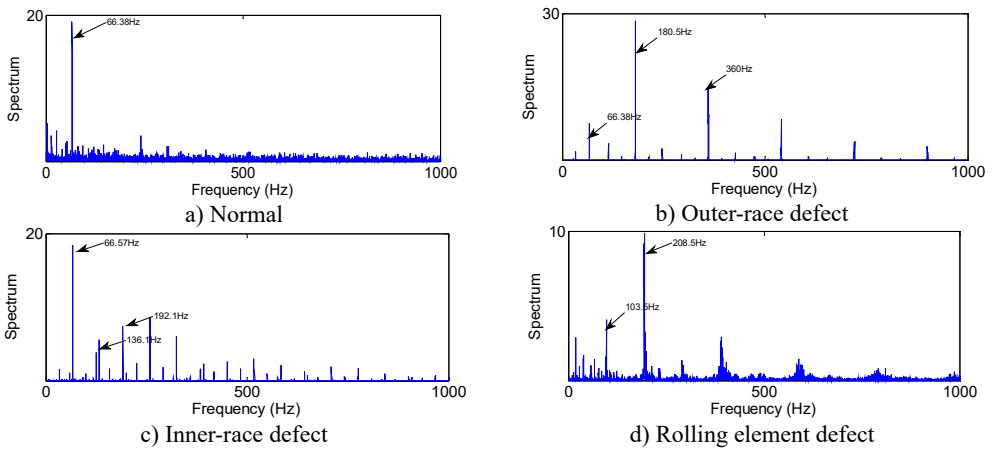 20
66.38Hz
Spectrum
0
500
1000
Frequency (Hz)
a) Normal
30
180.5Hz
360Hz
66.38Hz
Spectrum
0
500
1000
Frequency (Hz)
b) Outer-race defect
20
66.57Hz
192.1Hz
136.1Hz
Spectrum
0
500
1000
Frequency (Hz)
c) Inner-race defect
10
208.5Hz
103.5Hz
Spectrum
0
500
1000
Frequency (Hz)
d) Rolling element defect